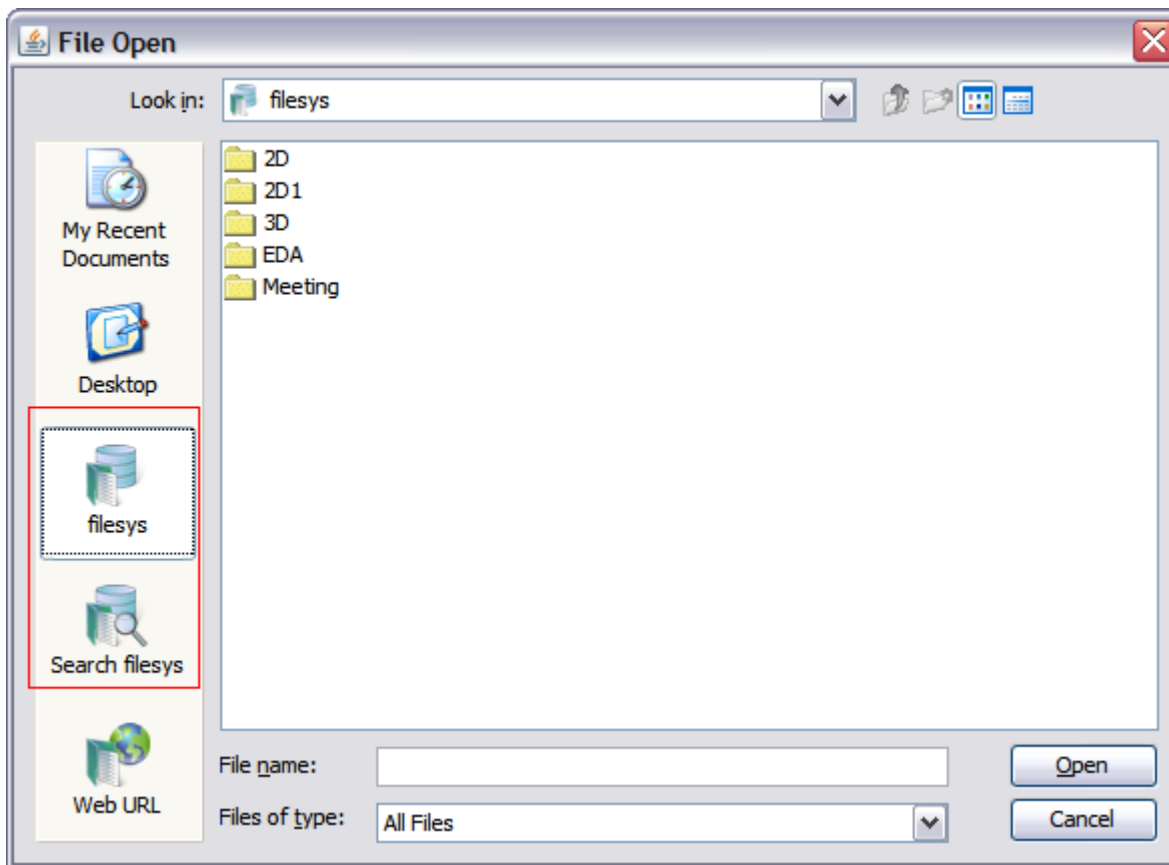 File Open
Look in:
filesys
My Recent
Documents
Desktop
filesys
Search filesys
Web URL
2D
2D1
3D
EDA
Meeting
File name:
Open
Files of type:
All Files
Cancel